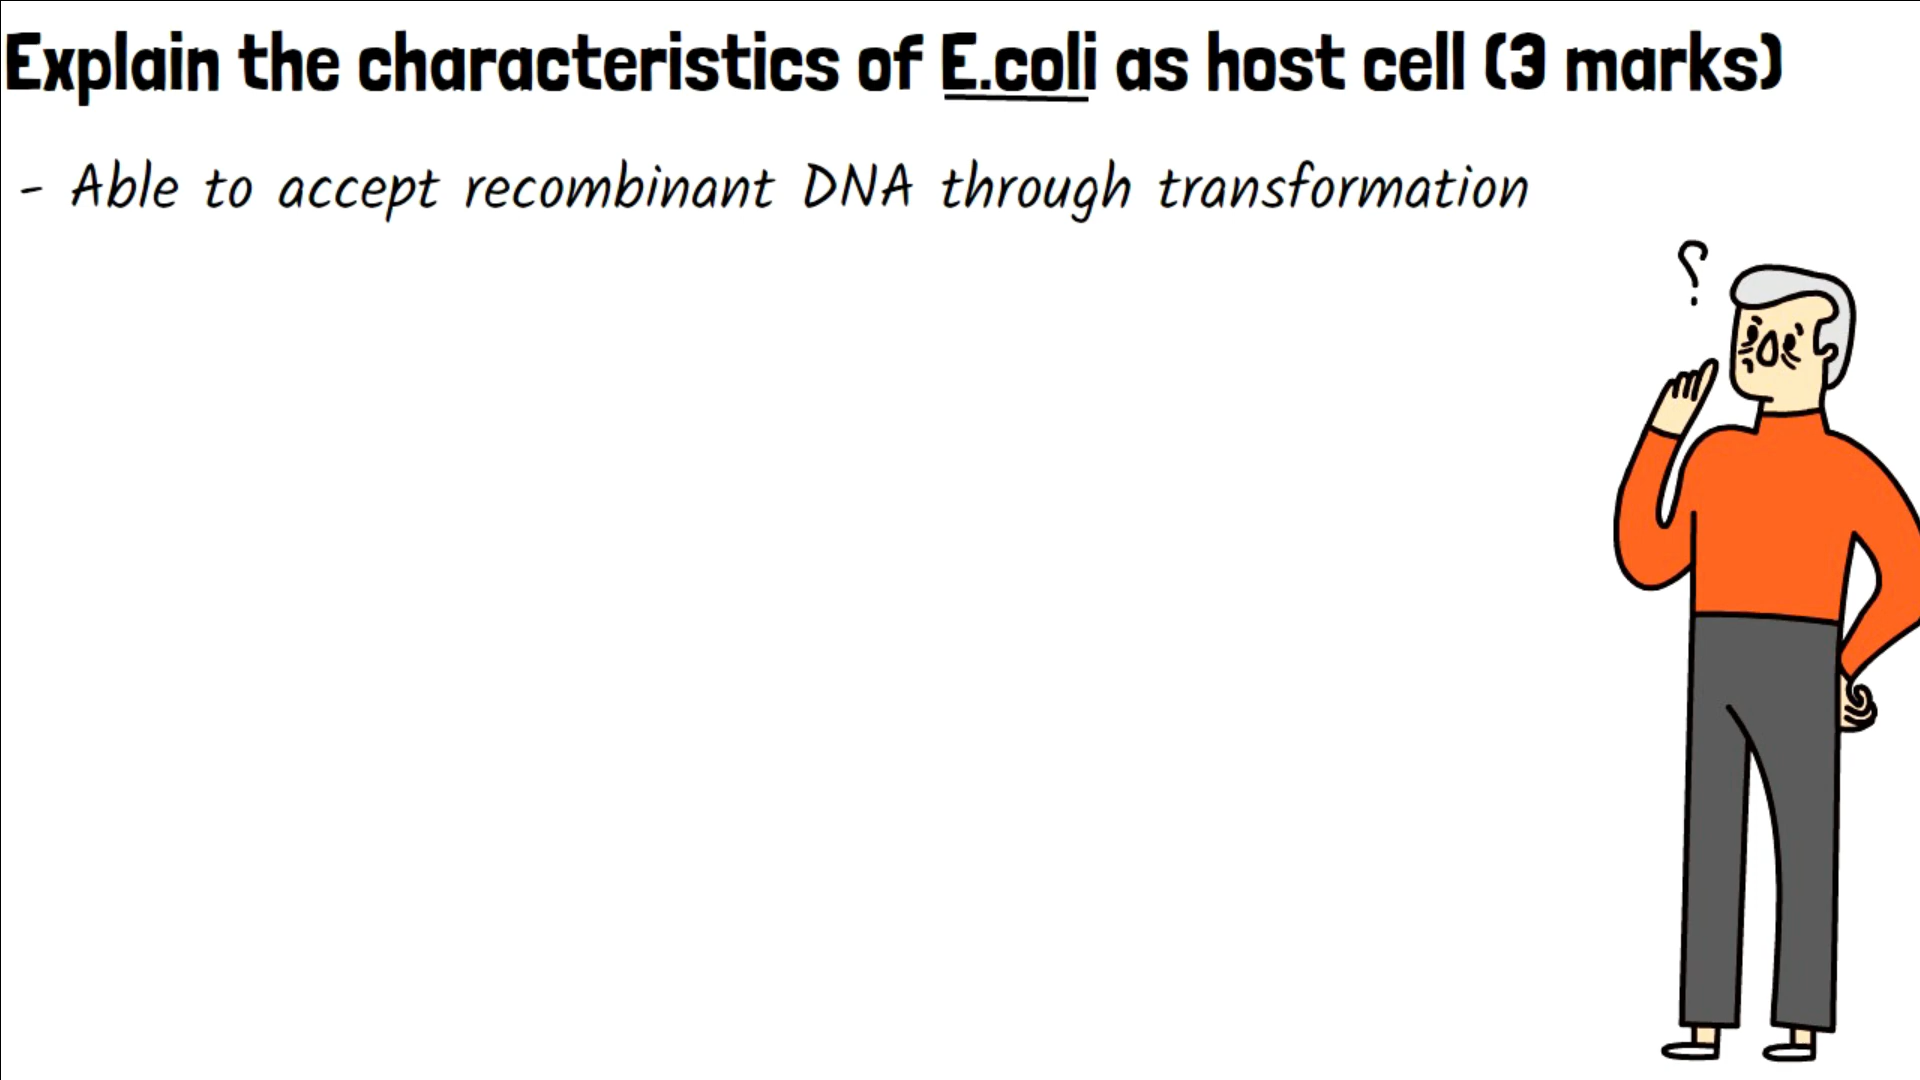 Explain the characteristics of E.coli as host cell (3 marks)
- Able to accept recombinant DNA through transformation
?